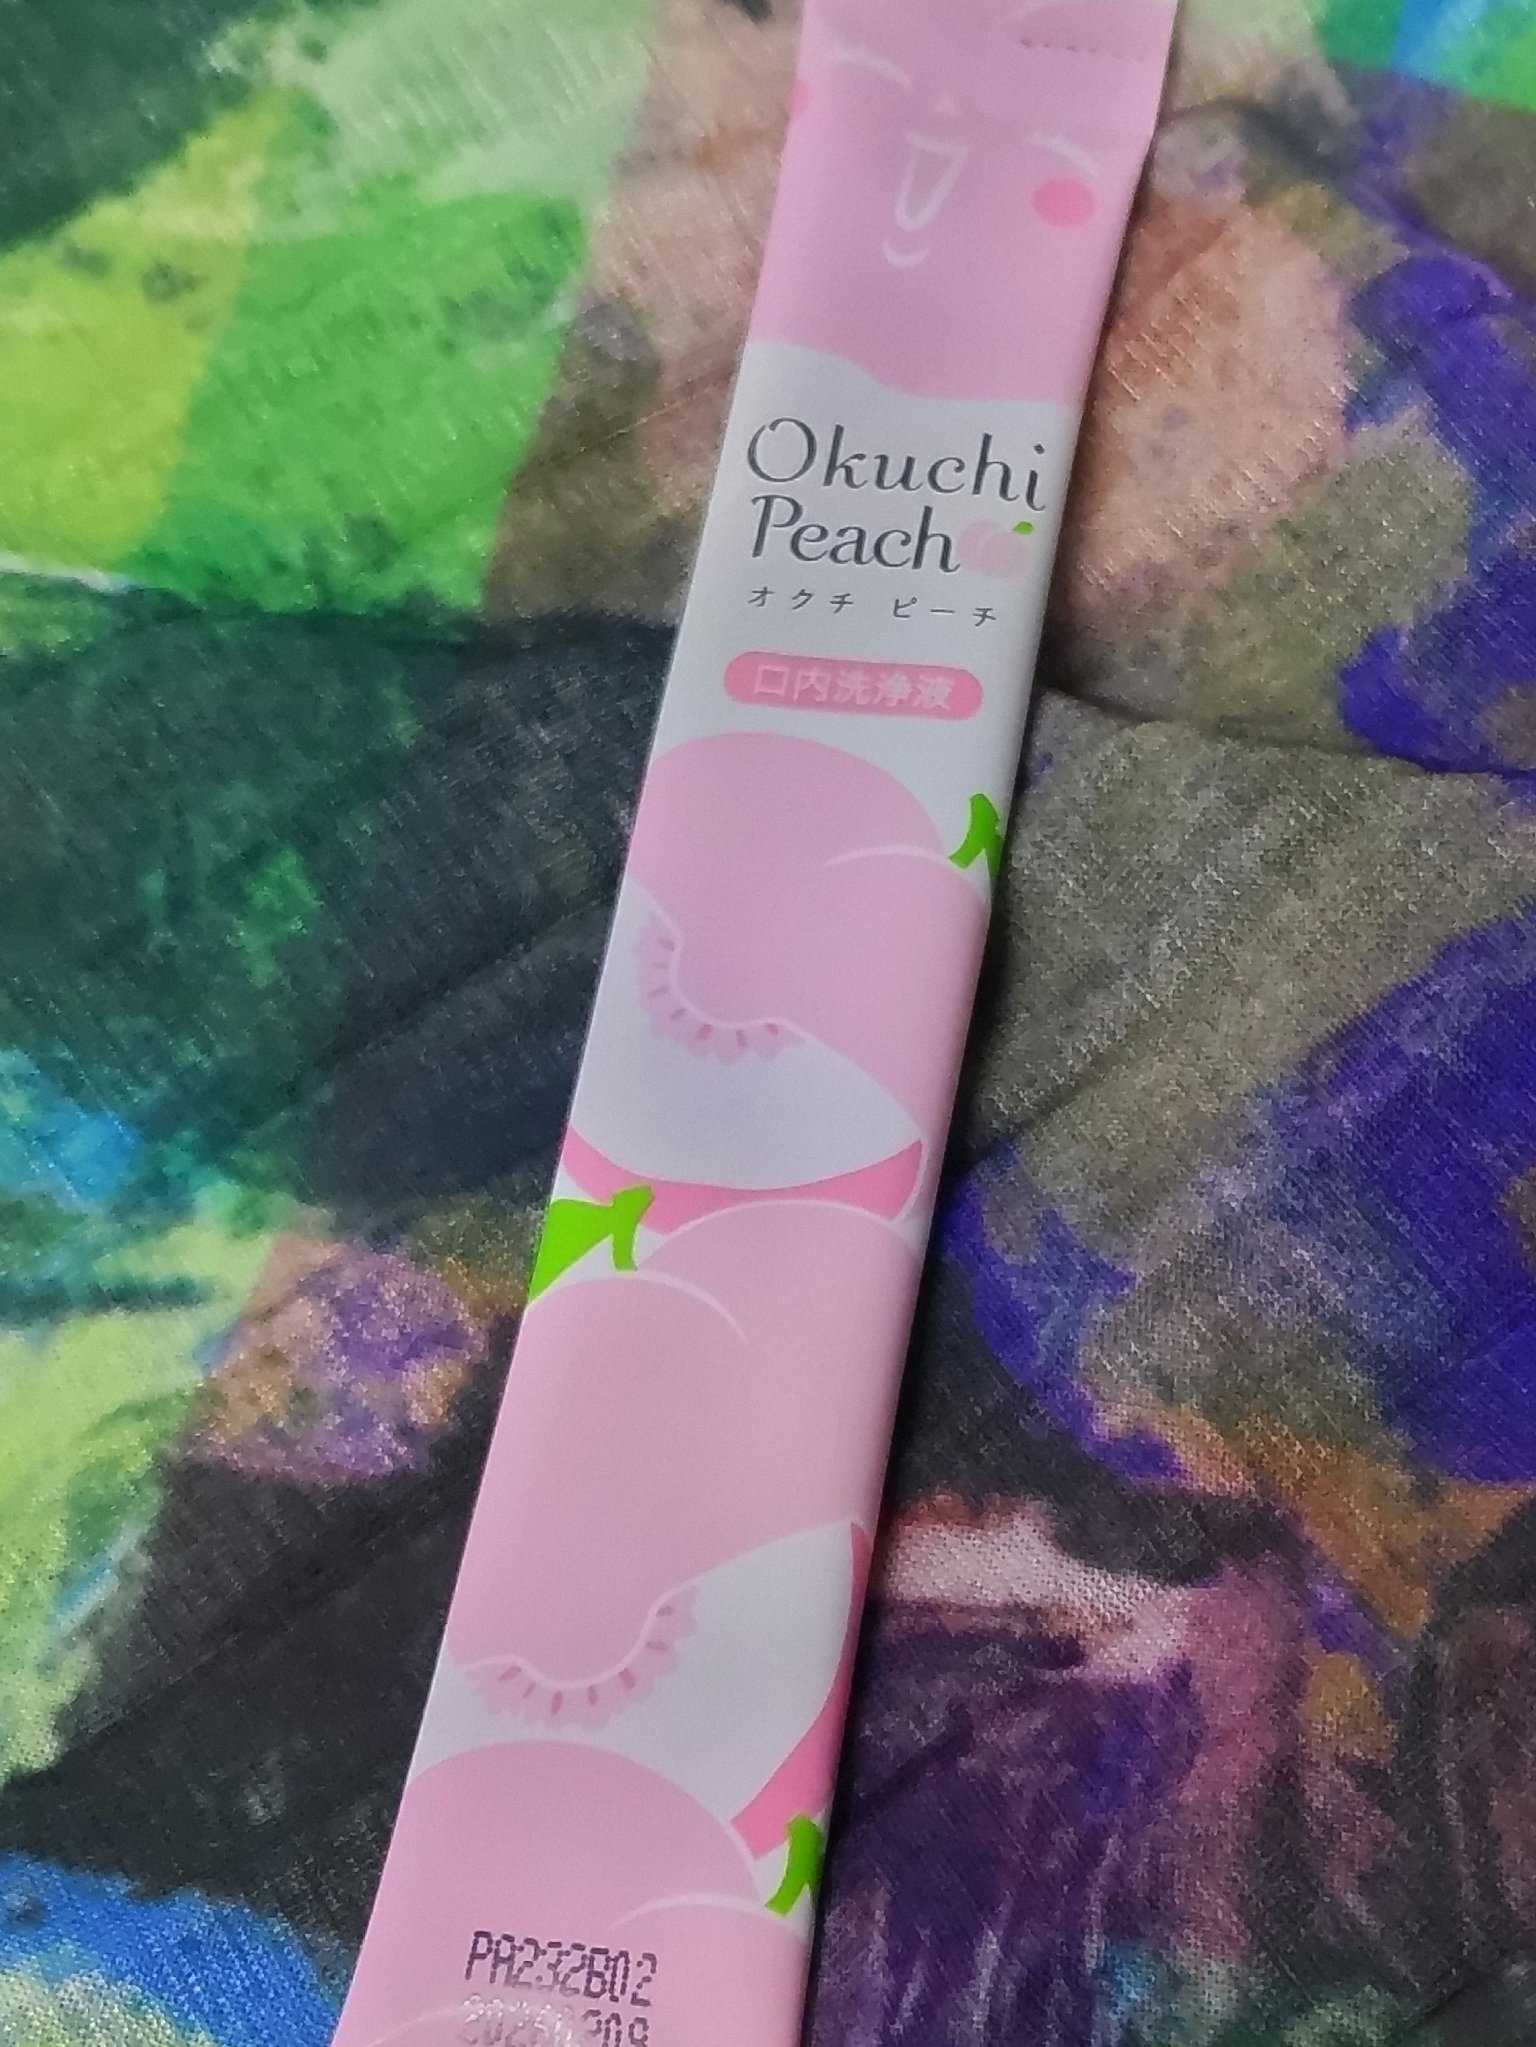 Okuchi
Peach
オクチ ピーチ
口内洗浄液
PA232B02